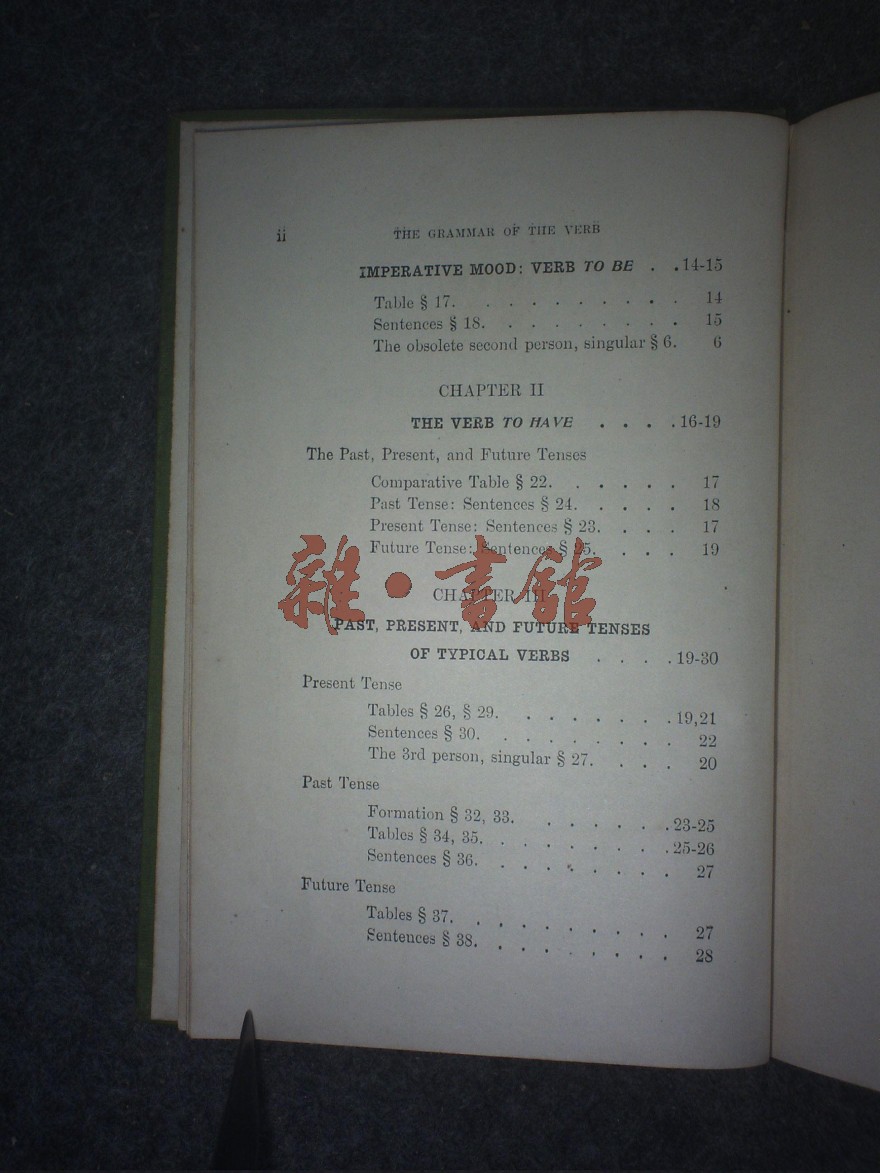 ii THE GRAMMAR OF THE VERB
IMPERATIVE MOOD: VERB TO BE . . 14-15
Table § 17. . . . . . . . . . 14
Sentences § 18. . . . . . . . . 15
The obsolete second person, singular § 6. 6
CHAPTER II
THE VERB TO HAVE . . . . 16-19
The Past, Present, and Future Tenses
Comparative Table § 22. . . . . . 17
Past Tense: Sentences § 24. . . . . 18
Present Tense: Sentences § 23. . . . 17
Future Tense: Sentences § 25. . . . 19
雜·書館
CHAPTER III
PAST, PRESENT, AND FUTURE TENSES
OF TYPICAL VERBS . . . . 19-30
Present Tense
Tables § 26, § 29. . . . . . . . 19,21
Sentences § 30. . . . . . . . . 22
The 3rd person, singular § 27. . . . 20
Past Tense
Formation § 32, 33. . . . . . . 23-25
Tables § 34, 35. . . . . . . . . 25-26
Sentences § 36. . . . . . . . 27
Future Tense
Tables § 37. . . . . . . . . . 27
Sentences § 38. . . . . . . . 28